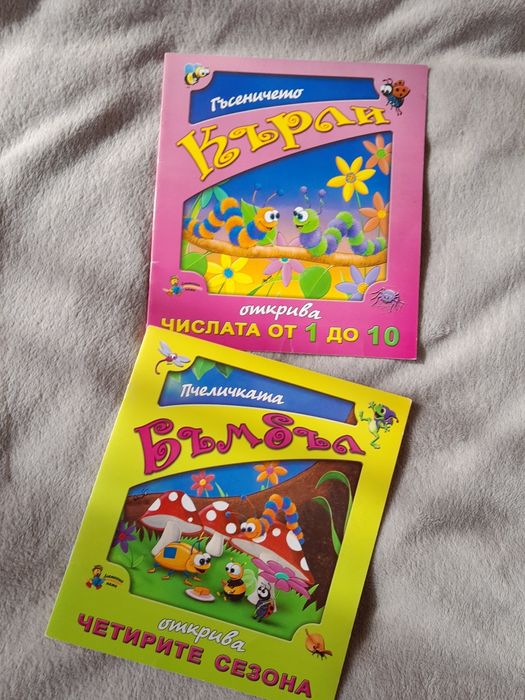 Гъсеничето
Кърли
открива
ЧИСЛАТА ОТ 1 ДО 10
Пчеличката
Бъмбъл
открива
ЧЕТИРИТЕ СЕЗОНА